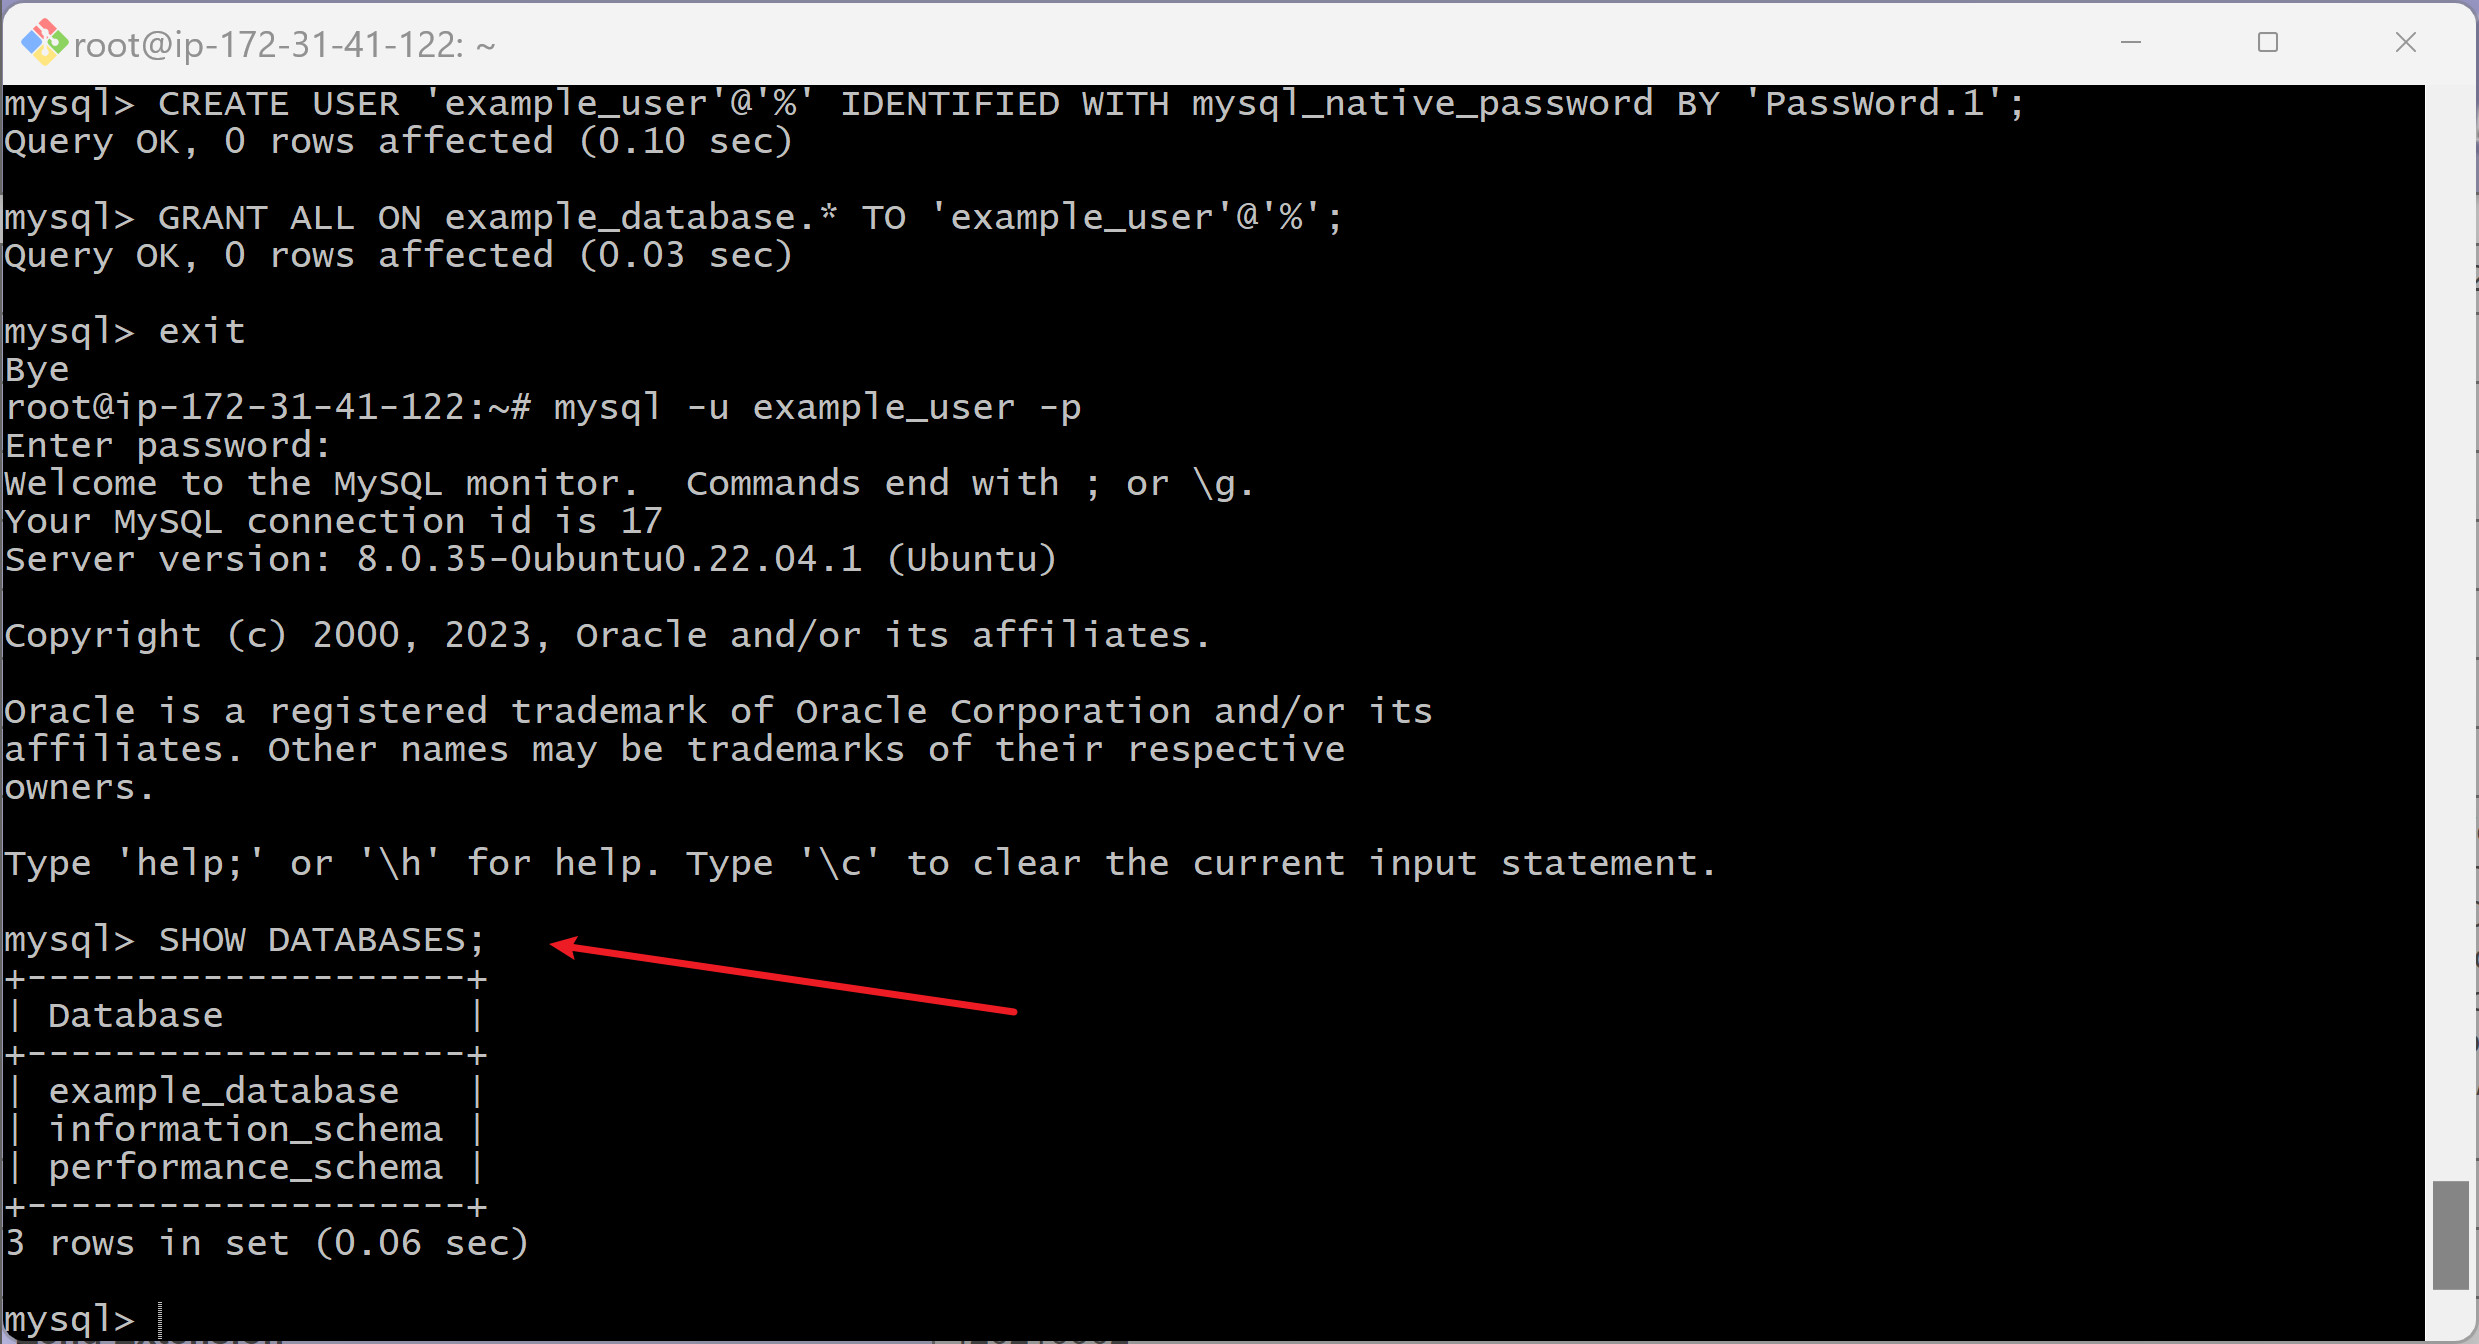 root@ip-172-31-41-122: ~
mysql> CREATE USER 'example_user'@'%' IDENTIFIED WITH mysql_native_password BY 'PassWord.1';
Query OK, 0 rows affected (0.10 sec)
mysql> GRANT ALL ON example_database.* TO 'example_user'@'%';
Query OK, 0 rows affected (0.03 sec)
mysql> exit
Bye
root@ip-172-31-41-122:~# mysql -u example_user -p
Enter password:
Welcome to the MySQL monitor.  Commands end with ; or \g.
Your MySQL connection id is 17
Server version: 8.0.35-0ubuntu0.22.04.1 (Ubuntu)
Copyright (c) 2000, 2023, Oracle and/or its affiliates.
Oracle is a registered trademark of Oracle Corporation and/or its
affiliates. Other names may be trademarks of their respective
owners.
Type 'help;' or '\h' for help. Type '\c' to clear the current input statement.
mysql> SHOW DATABASES;
+--------------------+
| Database           |
+--------------------+
| example_database   |
| information_schema |
| performance_schema |
+--------------------+
3 rows in set (0.06 sec)
mysql>